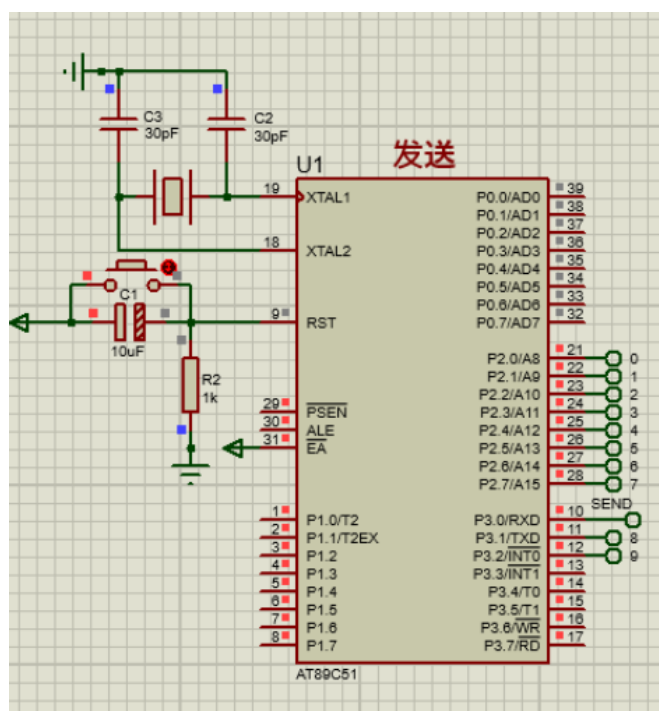 C3
30pF
C2
30pF
U1
发送
19
XTAL1
18
XTAL2
C1
10uF
9
RST
R2
1k
29
PSEN
30
ALE
31
EA
1
P1.0/T2
2
P1.1/T2EX
3
P1.2
4
P1.3
5
P1.4
6
P1.5
7
P1.6
8
P1.7
P0.0/AD0
39
P0.1/AD1
38
P0.2/AD2
37
P0.3/AD3
36
P0.4/AD4
35
P0.5/AD5
34
P0.6/AD6
33
P0.7/AD7
32
P2.0/A8
21
0
P2.1/A9
22
1
P2.2/A10
23
2
P2.3/A11
24
3
P2.4/A12
25
4
P2.5/A13
26
5
P2.6/A14
27
6
P2.7/A15
28
7
SEND
P3.0/RXD
10
P3.1/TXD
11
8
P3.2/INT0
12
9
P3.3/INT1
13
P3.4/T0
14
P3.5/T1
15
P3.6/WR
16
P3.7/RD
17
AT89C51